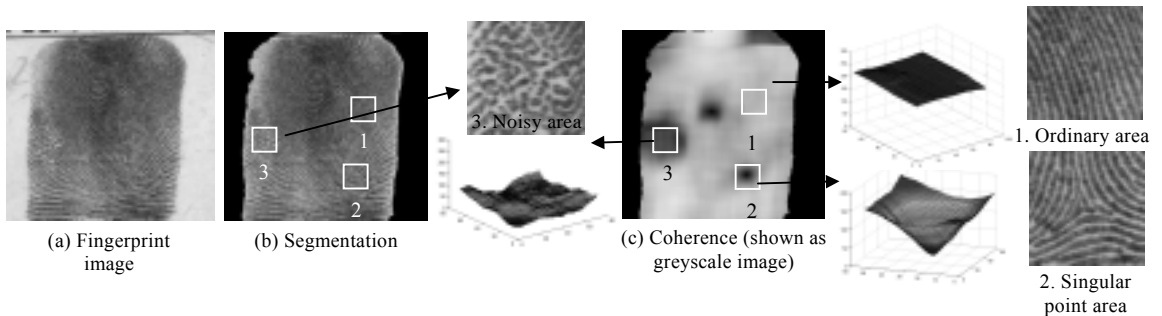 1
3
2
(a) Fingerprint
image
(b) Segmentation
3. Noisy area
1
3
2
(c) Coherence (shown as
greyscale image)
1. Ordinary area
2. Singular
point area